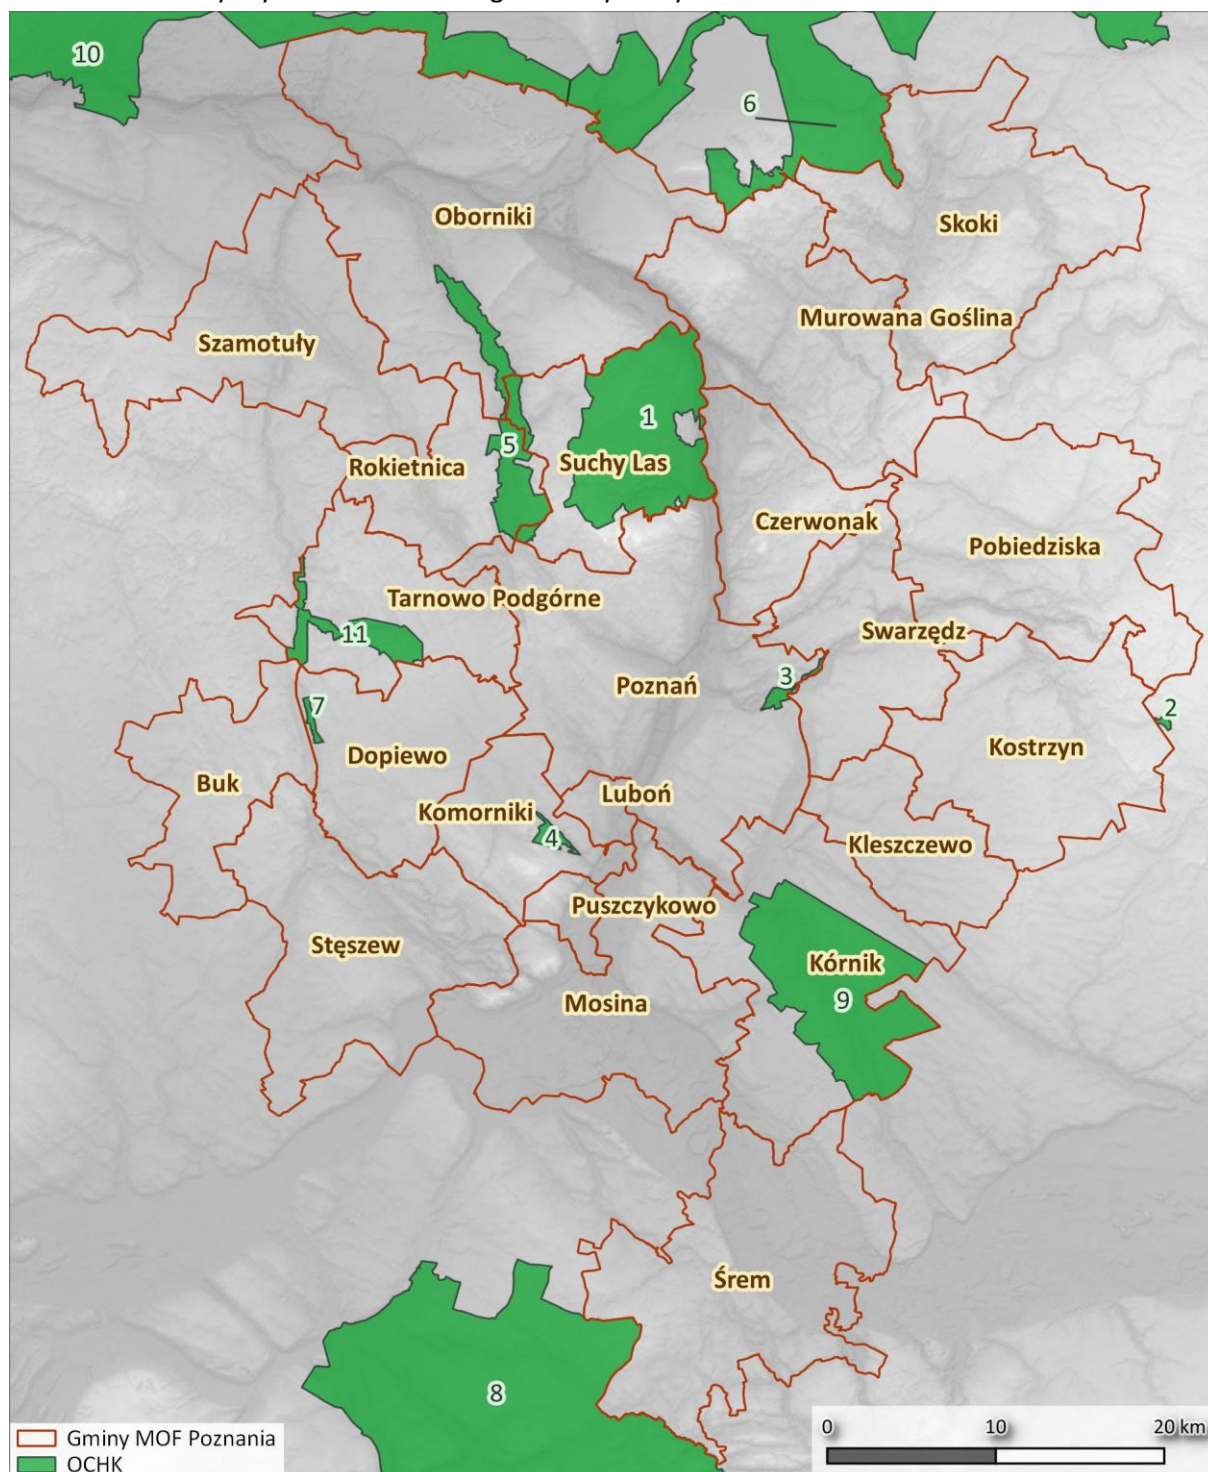 10
6
Oborniki
Skoki
Murowana Goślina
Szamotuły
1
5
Rokietnica
Suchy Las
Czerwonak
Pobiedziska
Tarnowo Podgórne
11
Swarzędz
3
Poznań
7
2
Dopiewo
Kostrzyn
Buk
Luboń
Komorniki
4
Kleszczewo
Puszczykowo
Stęszew
Kórnik
9
Mosina
Śrem
8
Gminy MOF Poznania
OCHK
0 10 20 km